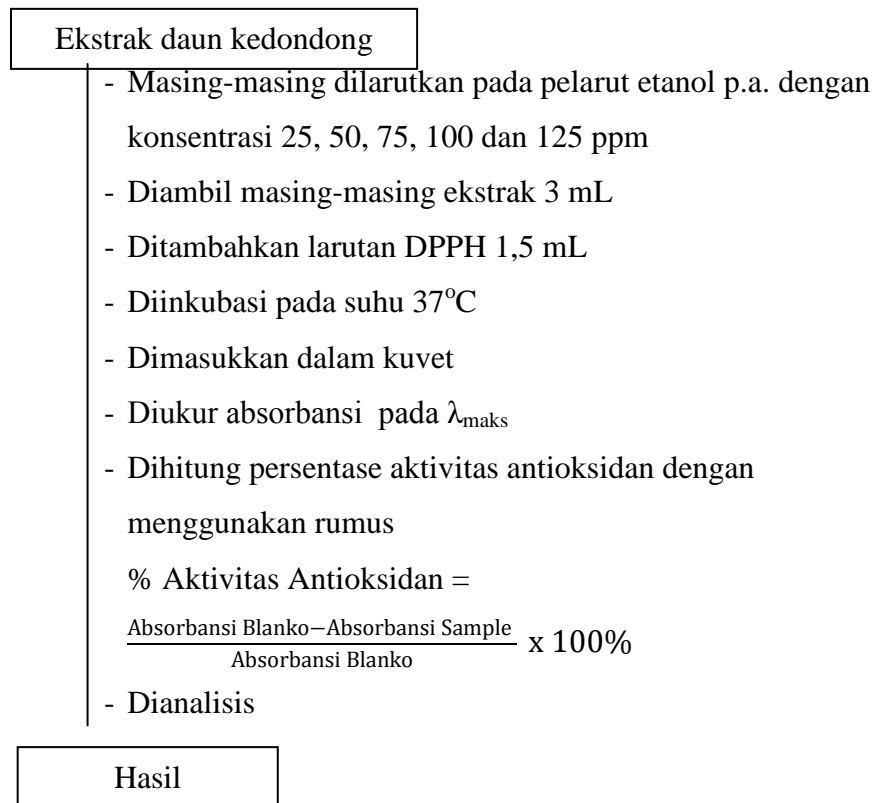 Ekstrak daun kedondong
- Masing-masing dilarutkan pada pelarut etanol p.a. dengan
konsentrasi 25, 50, 75, 100 dan 125 ppm
- Diambil masing-masing ekstrak 3 mL
- Ditambahkan larutan DPPH 1,5 mL
- Diinkubasi pada suhu 37°C
- Dimasukkan dalam kuvet
- Diukur absorbansi pada λmaks
- Dihitung persentase aktivitas antioksidan dengan
menggunakan rumus
% Aktivitas Antioksidan =
Absorbansi Blanko−Absorbansi Sample
Absorbansi Blanko
x 100%
- Dianalisis
Hasil